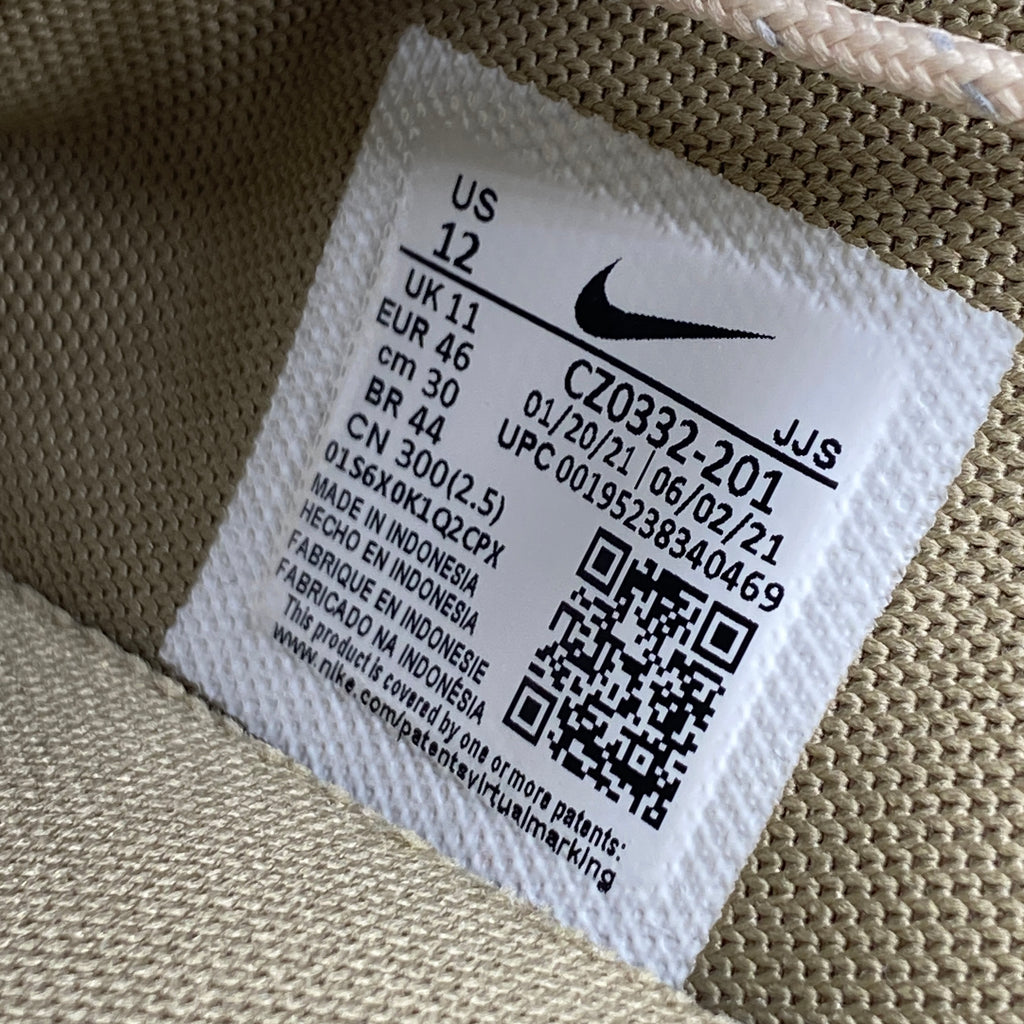 US
12
UK 11
EUR 46
cm 30
BR 44
CN 300(2.5)
01S6X0K1Q2CPX
MADE IN INDONESIA
HECHO EN INDONESIA
FABRIQUE EN INDONESIE
FABRICADO NA INDONÉSIA
This product is covered by one or more patents:
www.nike.com/patentsvirtualmarking
JJS
CZ0332-201
01/20/21 | 06/02/21
UPC 00195238340469